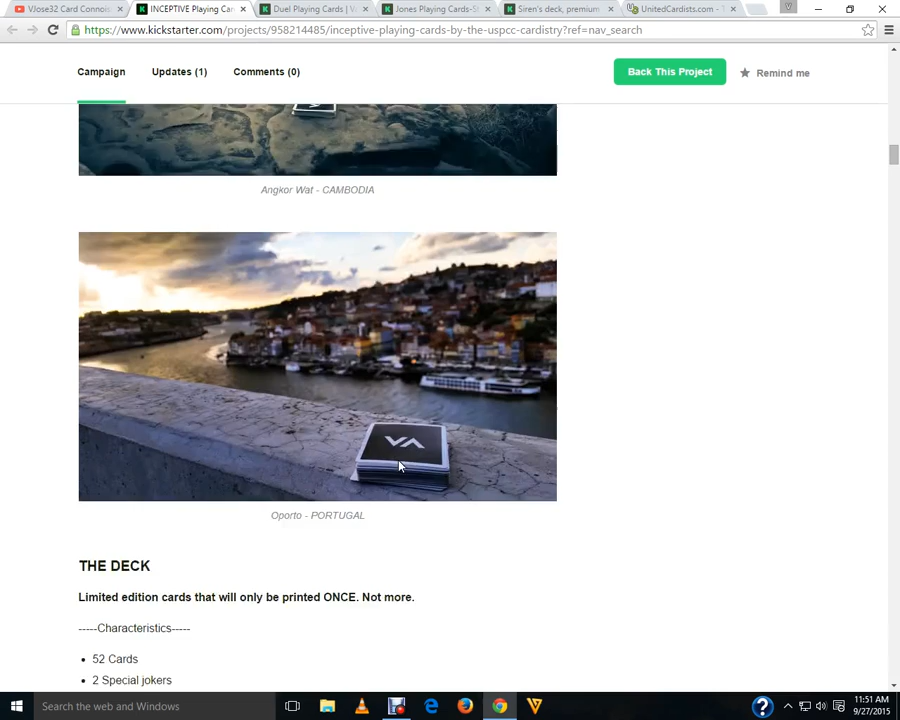 VJose32 Card Connois
INCEPTIVE Playing Car
Duel Playing Cards | V
Jones Playing Cards-S
Siren's deck, premium
UnitedCardists.com - T
https://www.kickstarter.com/projects/958214485/inceptive-playing-cards-by-the-uspcc-cardistry?ref=nav_search
Campaign Updates (1) Comments (0) Back This Project Remind me
Angkor Wat - CAMBODIA
VA
Oporto - PORTUGAL
THE DECK
Limited edition cards that will only be printed ONCE. Not more.
-----Characteristics-----
52 Cards
2 Special jokers
Search the web and Windows
11:51 AM
9/27/2015